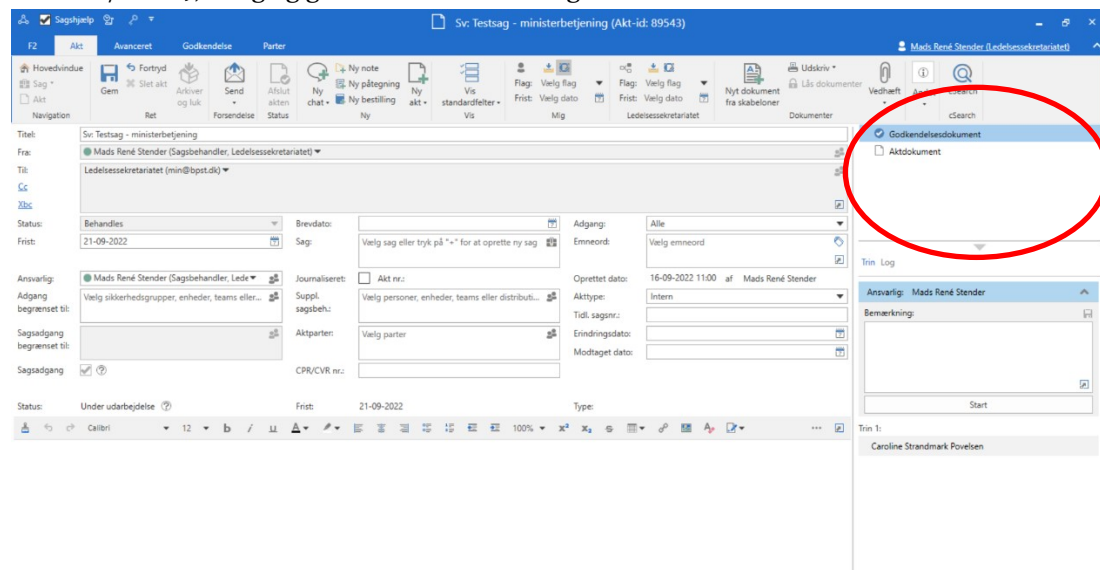 Sagshjælp
Sv: Testsag - ministerbetjening (Akt-id: 89543)
F2 Akt Avanceret Godkendelse Parter
Mads René Stender (Ledelsessekretariatet)
Hovedvindue
Sag
Akt
Navigation
Gem
Fortryd
Slet akt
Arkiver og luk
Ret
Send
Forsendelse
Afslut akten
Status
Ny chat
Ny note
Ny påtegning
Ny bestilling
Ny akt
Ny
Vis standardfelter
Vis
Flag: Vælg flag
Frist: Vælg dato
Mig
Flag: Vælg flag
Frist: Vælg dato
Ledelsessekretariatet
Nyt dokument fra skabeloner
Udskriv
Lås dokumenter
Dokumenter
Vedhæft
cSearch
cSearch
Titel: Sv: Testsag - ministerbetjening
Fra: Mads René Stender (Sagsbehandler, Ledelsessekretariatet)
Til: Ledelsessekretariatet (min@bpst.dk)
Cc
Xbc
Status: Behandles Brevdato: Adgang: Alle
Frist: 21-09-2022 Sag: Vælg sag eller tryk på "+" for at oprette ny sag Emneord: Vælg emneord
Ansvarlig: Mads René Stender (Sagsbehandler, Lede Journaliseret: Akt nr.: Oprettet dato: 16-09-2022 11:00 af Mads René Stender
Adgang begrænset til: Vælg sikkerhedsgrupper, enheder, teams eller... Suppl. sagsbeh.: Vælg personer, enheder, teams eller distributi... Akttype: Intern
Tidl. sagsnr.:
Sagsadgang begrænset til: Aktparter: Vælg parter Erindringsdato:
Modtaget dato:
Sagsadgang CPR/CVR nr.:
Status: Under udarbejdelse Frist: 21-09-2022 Type:
Calibri 12 b i u 100% x² x₂ S
Godkendelsesdokument
Aktdokument
Trin Log
Ansvarlig: Mads René Stender
Bemærkning:
Start
Trin 1:
Caroline Strandmark Povelsen